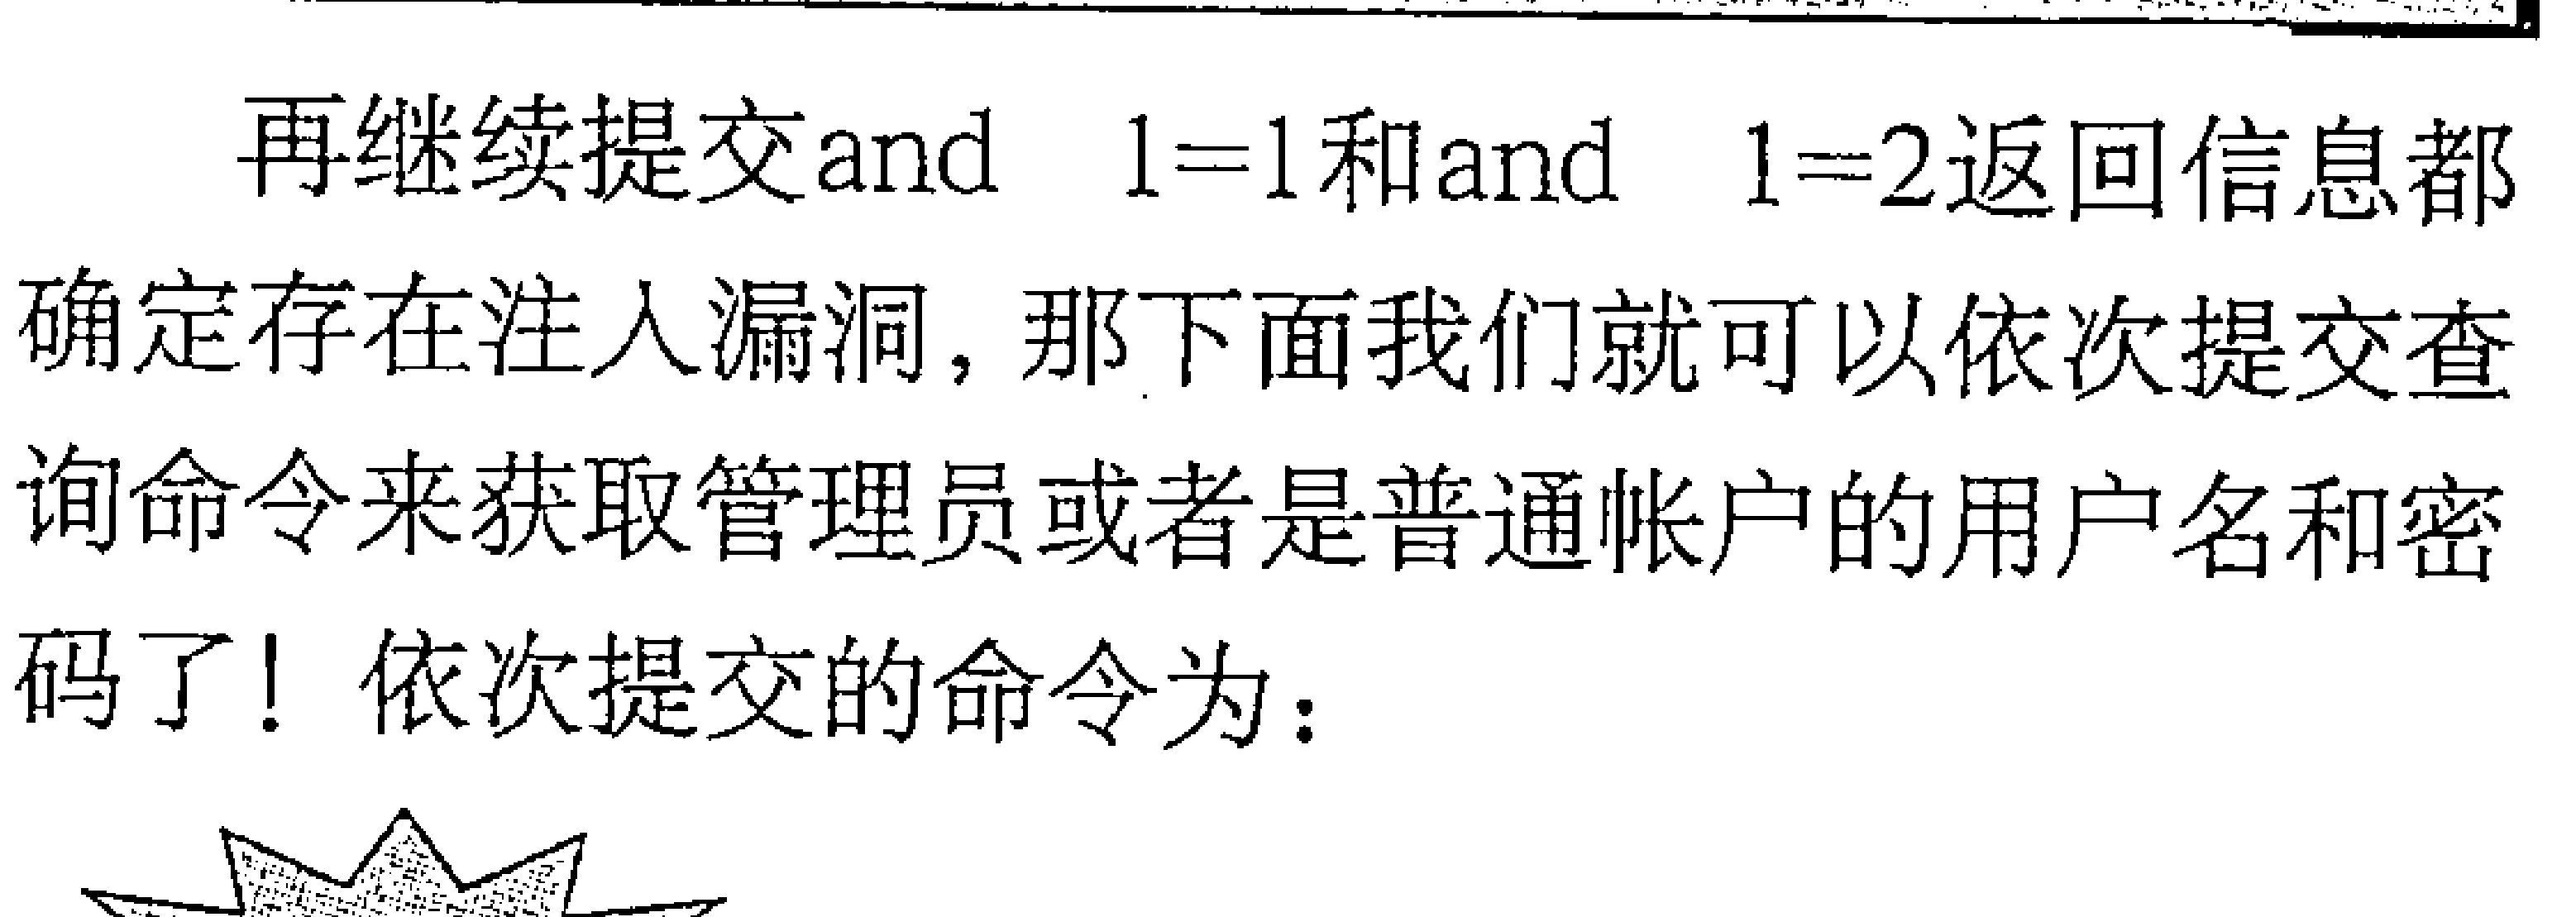 再继续提交and 1=1和and 1=2返回信息都
确定存在注入漏洞，那下面我们就可以依次提交查
询命令来获取管理员或者是普通帐户的用户名和密
码了！依次提交的命令为：